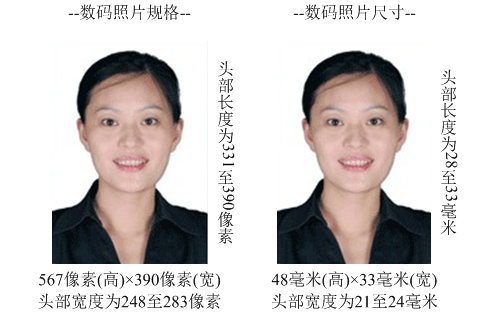 --数码照片规格--
头部长度为331至390像素
567像素(高)×390像素(宽)
头部宽度为248至283像素
--数码照片尺寸--
头部长度为28至33毫米
48毫米(高)×33毫米(宽)
头部宽度为21至24毫米